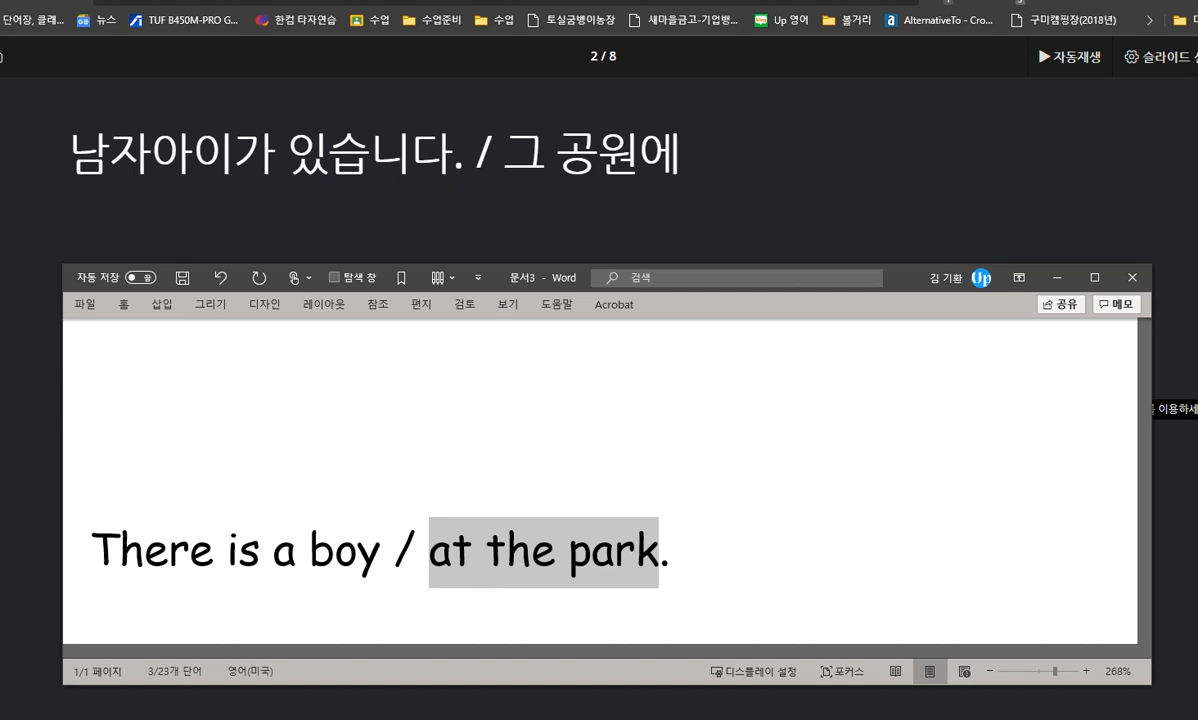 단어장, 클래... 뉴스 TUF B450M-PRO G... 한컴 타자연습 수업 수업준비 수업 토실굼벵이농장 새마을금고-기업뱅... Up 영어 볼거리 AlternativeTo - Cro... 구미캠핑장(2018년)
2 / 8 자동재생 슬라이드
남자아이가 있습니다. / 그 공원에
자동 저장 끔 탐색 창 문서3 - Word 검색 김 기환 Up
파일 홈 삽입 그리기 디자인 레이아웃 참조 편지 검토 보기 도움말 Acrobat 공유 메모
이용하세
There is a boy / at the park.
1/1 페이지 3/23개 단어 영어(미국) 디스플레이 설정 포커스 268%